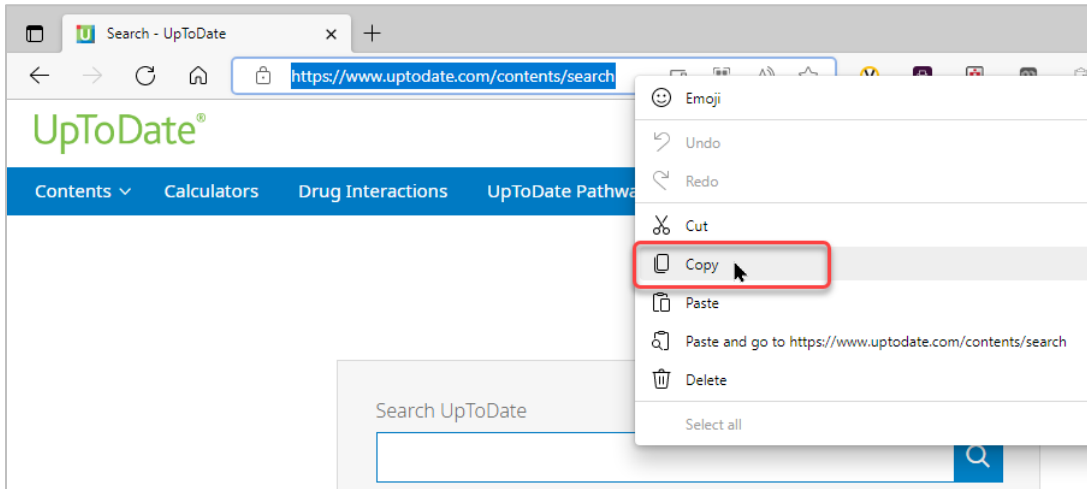 Search - UpToDate
https://www.uptodate.com/contents/search
UpToDate®
Contents Calculators Drug Interactions UpToDate
Emoji
Undo
Redo
Cut
Copy
Paste
Paste and go to https://www.uptodate.com/contents/search
Delete
Select all
Search UpToDate